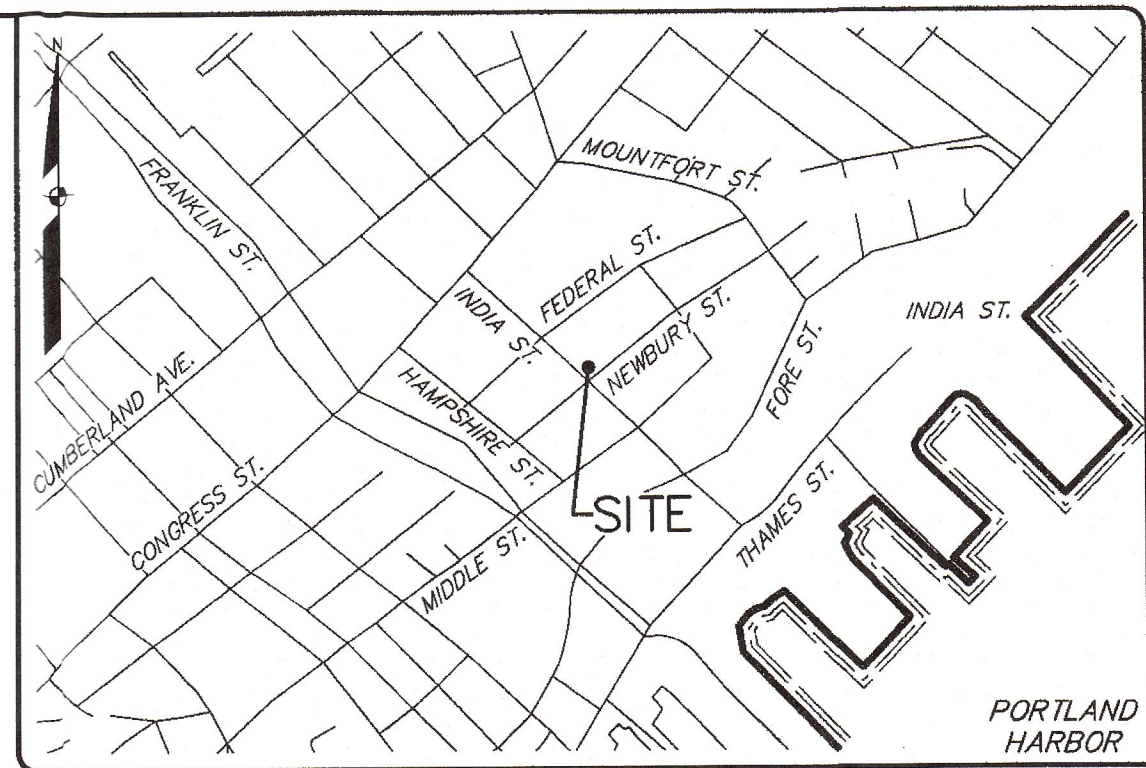 N
MOUNTFORT ST.
FRANKLIN ST.
FEDERAL ST.
INDIA ST.
INDIA ST.
NEWBURY ST.
FORE ST.
HAMPSHIRE ST.
CUMBERLAND AVE.
CONGRESS ST.
SITE
THAMES ST.
MIDDLE ST.
PORTLAND
HARBOR